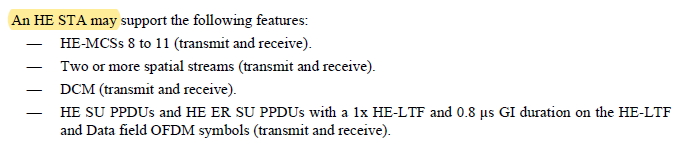 An HE STA may support the following features:
— HE-MCSs 8 to 11 (transmit and receive).
— Two or more spatial streams (transmit and receive).
— DCM (transmit and receive).
— HE SU PPDUs and HE ER SU PPDUs with a 1x HE-LTF and 0.8 μs GI duration on the HE-LTF
and Data field OFDM symbols (transmit and receive).